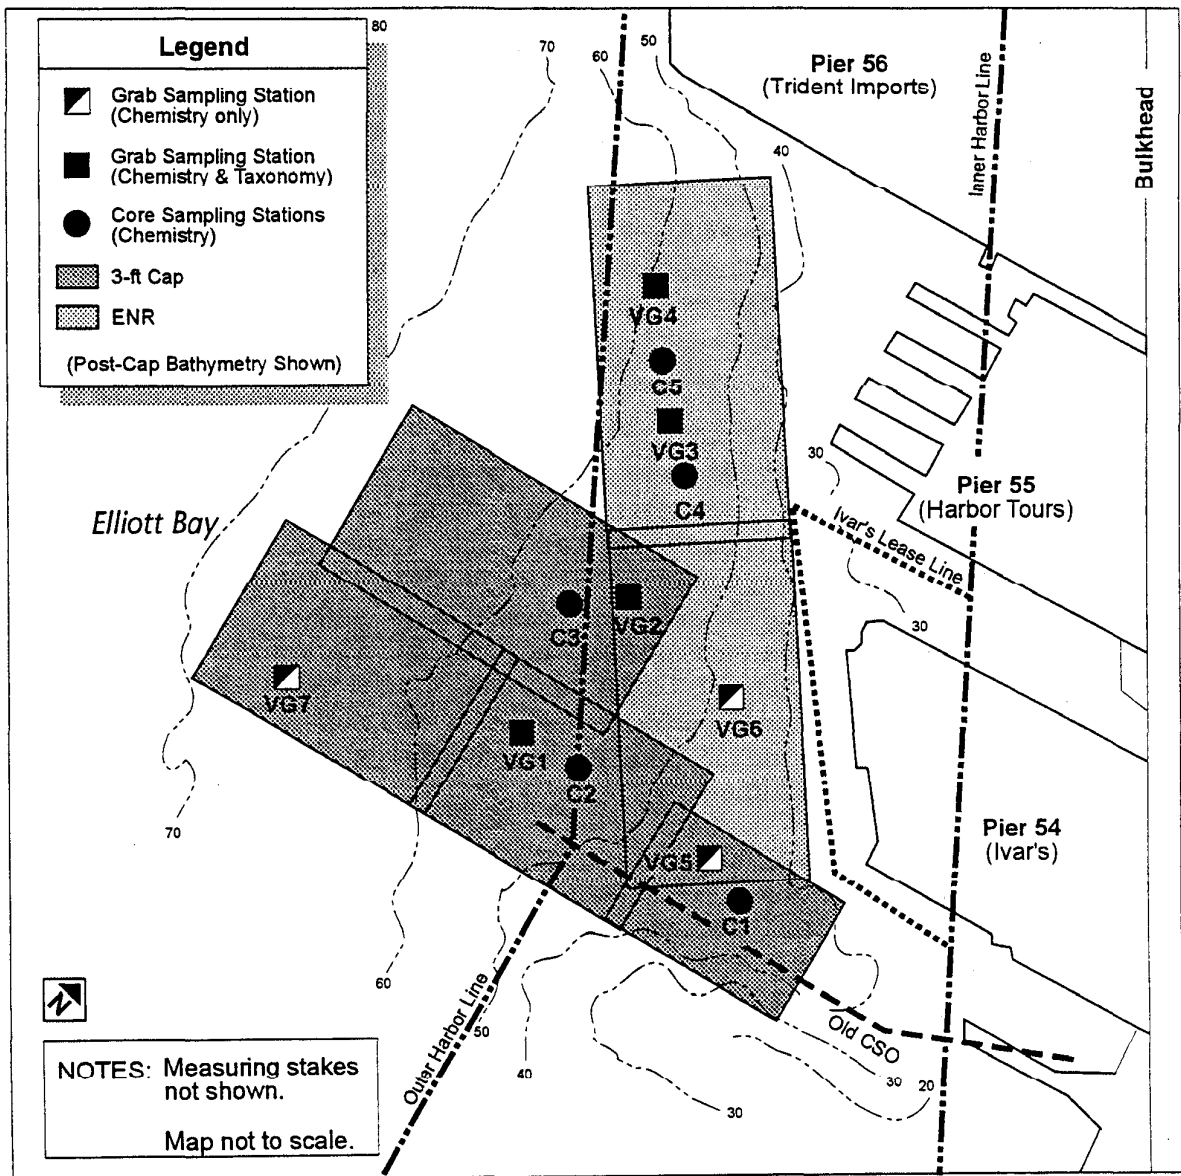 Legend
Grab Sampling Station
(Chemistry only)
Grab Sampling Station
(Chemistry & Taxonomy)
Core Sampling Stations
(Chemistry)
3-ft Cap
ENR
(Post-Cap Bathymetry Shown)
80
70
60
50
40
Pier 56
(Trident Imports)
Inner Harbor Line
Bulkhead
VG4
C5
VG3
C4
30
Pier 55
(Harbor Tours)
Ivar's Lease Line
Elliott Bay
C3
VG2
30
VG7
VG1
VG6
C2
70
Pier 54
(Ivar's)
VG5
C1
60
Outer Harbor Line
50
40
30
Old CSO
30
20
N
NOTES: Measuring stakes
not shown.
Map not to scale.